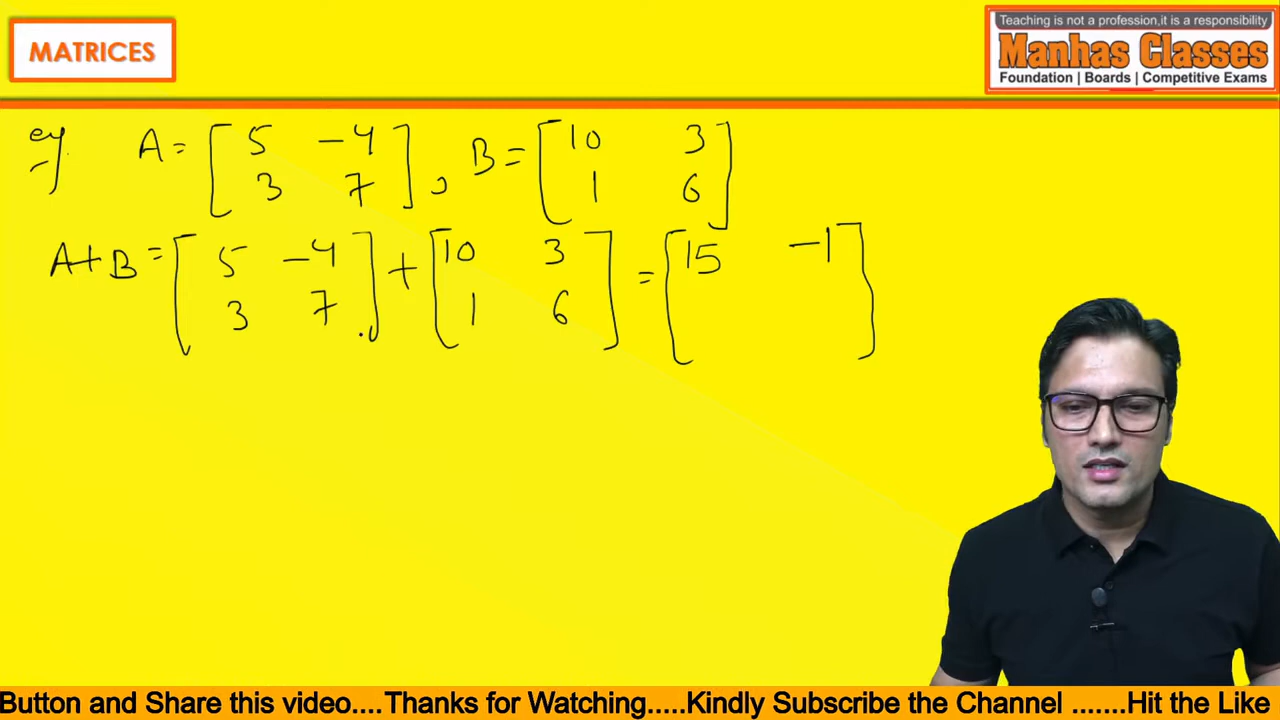 MATRICES
Teaching is not a profession,it is a responsibility
Manhas Classes
Foundation | Boards | Competitive Exams
eg A = [ 5 -4 ] , B = [ 10 3 ]
[ 3 7 ] [ 1 6 ]
A+B = [ 5 -4 ] + [ 10 3 ] = [ 15 -1 ]
[ 3 7 ] [ 1 6 ]
Button and Share this video....Thanks for Watching.....Kindly Subscribe the Channel .......Hit the Like